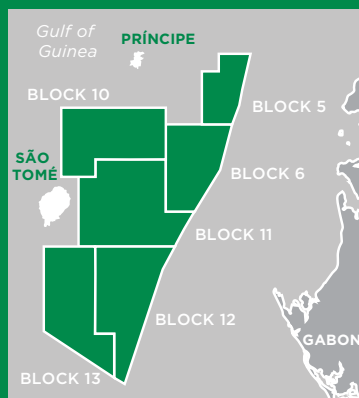 Gulf of
Guinea
PRÍNCIPE
BLOCK 10
BLOCK 5
SÃO
TOMÉ
BLOCK 6
BLOCK 11
BLOCK 12
GABON
BLOCK 13